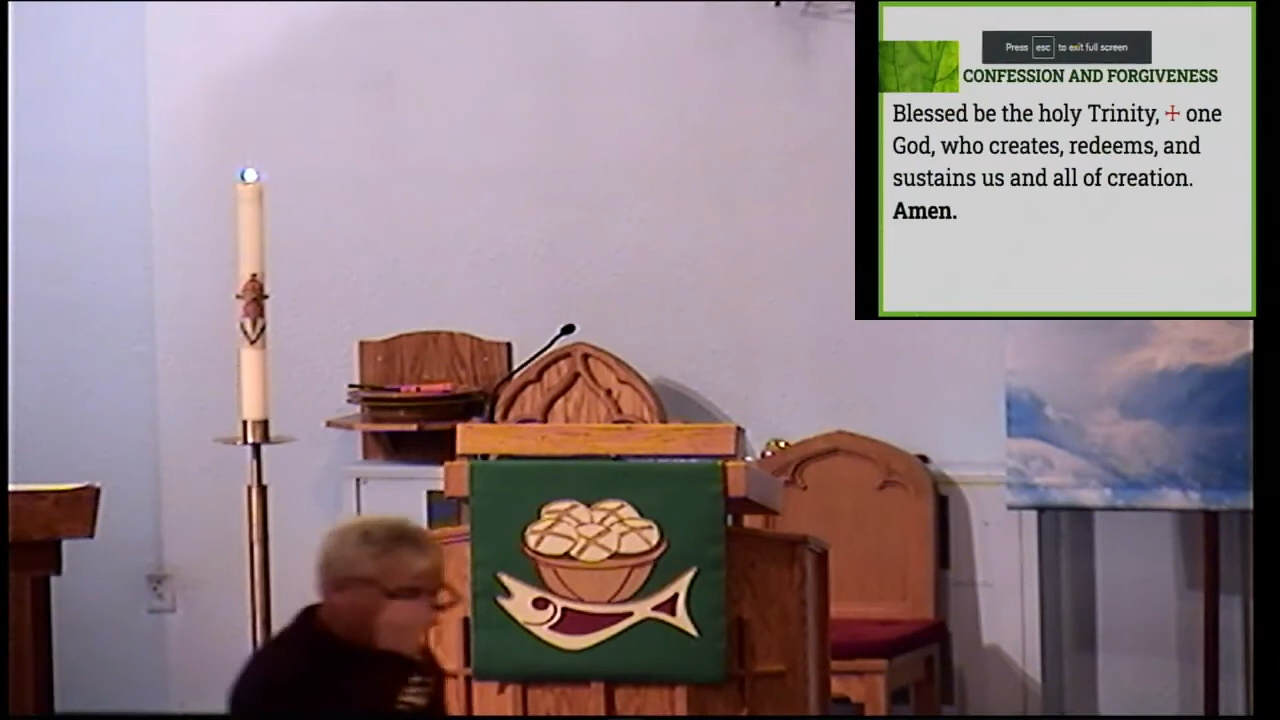 Press esc to exit full screen
CONFESSION AND FORGIVENESS
Blessed be the holy Trinity, ☩ one
God, who creates, redeems, and
sustains us and all of creation.
Amen.